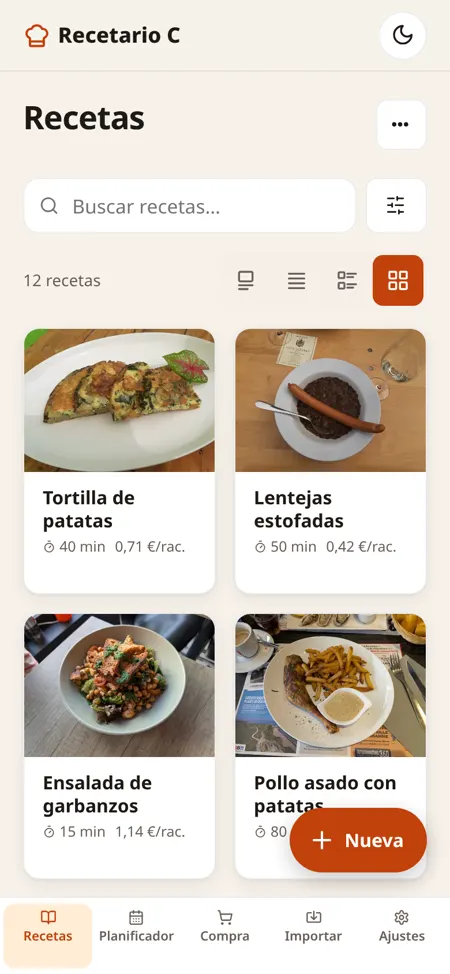 Recetario C
Recetas
Buscar recetas...
12 recetas
Tortilla de
patatas
40 min 0,71 €/rac.
Lentejas
estofadas
50 min 0,42 €/rac.
Ensalada de
garbanzos
15 min 1,14 €/rac.
Pollo asado con
patatas
80
Nueva
Recetas
Planificador
Compra
Importar
Ajustes